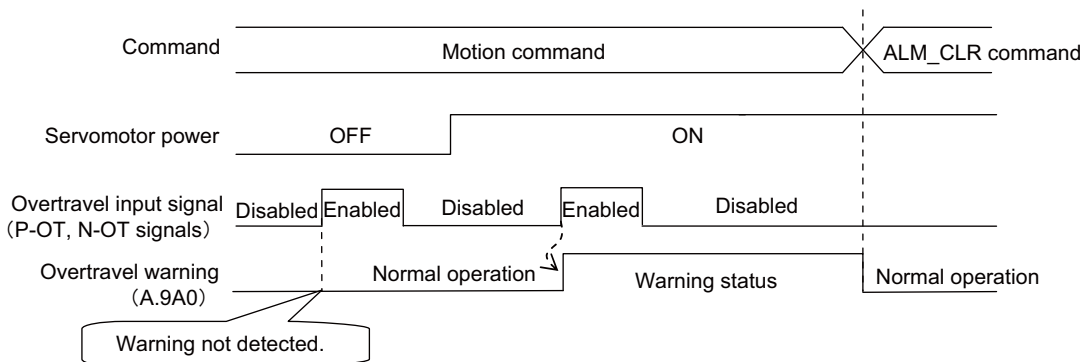 Command
Motion command
ALM_CLR command
Servomotor power
OFF
ON
Overtravel input signal
(P-OT, N-OT signals)
Disabled
Enabled
Disabled
Enabled
Disabled
Overtravel warning
(A.9A0)
Normal operation
Warning status
Normal operation
Warning not detected.